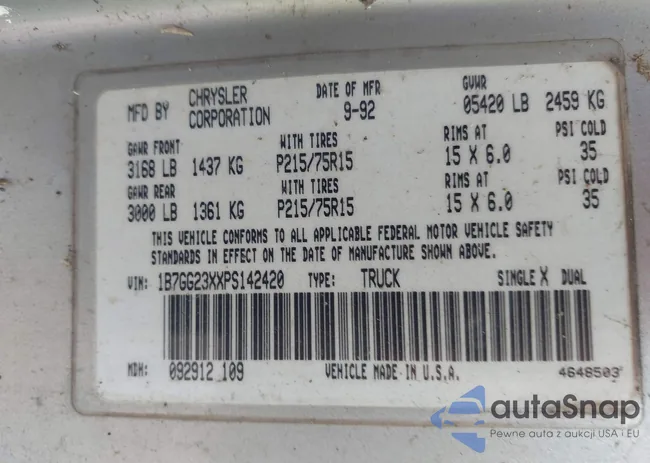 MFD BY CHRYSLER CORPORATION DATE OF MFR 9-92 GVWR 05420 LB 2459 KG
GAWR FRONT WITH TIRES RIMS AT PSI COLD
3168 LB 1437 KG P215/75R15 15 X 6.0 35
GAWR REAR WITH TIRES RIMS AT PSI COLD
3000 LB 1361 KG P215/75R15 15 X 6.0 35
THIS VEHICLE CONFORMS TO ALL APPLICABLE FEDERAL MOTOR VEHICLE SAFETY
STANDARDS IN EFFECT ON THE DATE OF MANUFACTURE SHOWN ABOVE.
VIN: 1B7GG23XXPS142420 TYPE: TRUCK SINGLE X DUAL
MDH: 092912 109 VEHICLE MADE IN U.S.A. 4648503
autaSnap
Pewne auta z aukcji USA i EU